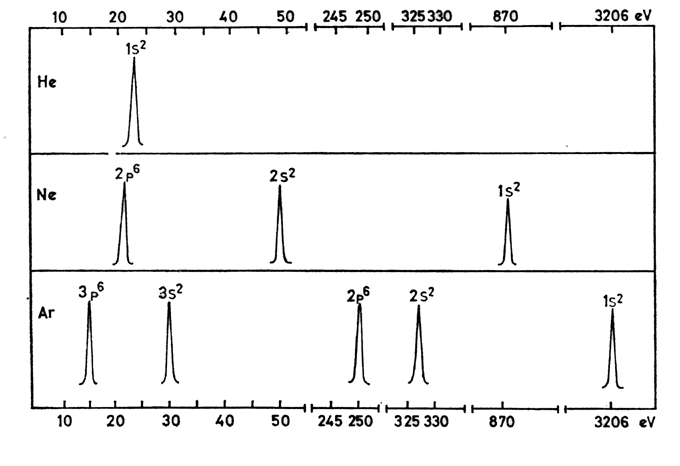 10 20 30 40 50 245 250 325 330 870 3206 eV
He 1s²
Ne 2p⁶ 2s² 1s²
Ar 3p⁶ 3s² 2p⁶ 2s² 1s²
10 20 30 40 50 245 250 325 330 870 3206 eV